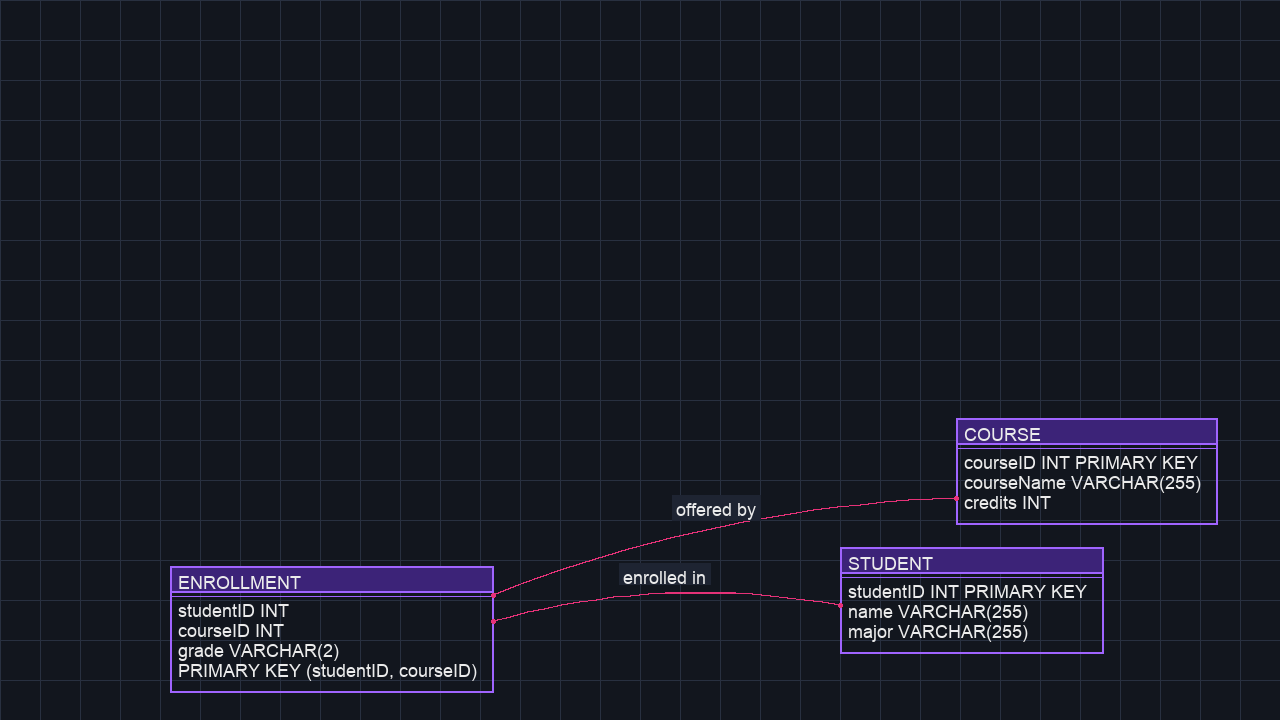 COURSE
courseID INT PRIMARY KEY
courseName VARCHAR(255)
credits INT
offered by
STUDENT
studentID INT PRIMARY KEY
name VARCHAR(255)
major VARCHAR(255)
enrolled in
ENROLLMENT
studentID INT
courseID INT
grade VARCHAR(2)
PRIMARY KEY (studentID, courseID)